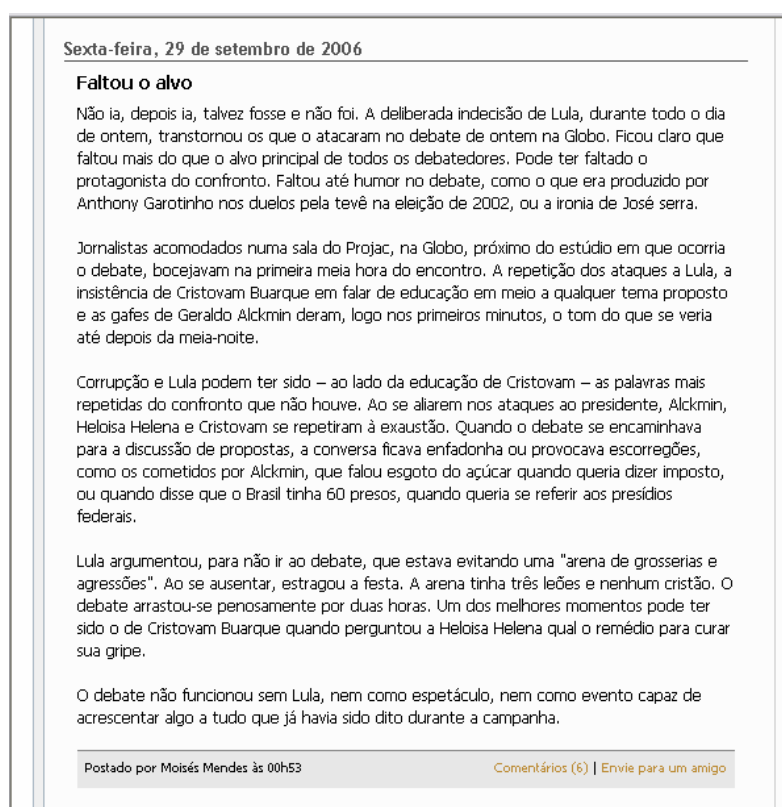 Sexta-feira, 29 de setembro de 2006
Faltou o alvo
Não ia, depois ia, talvez fosse e não foi. A deliberada indecisão de Lula, durante todo o dia
de ontem, transtornou os que o atacaram no debate de ontem na Globo. Ficou claro que
faltou mais do que o alvo principal de todos os debatedores. Pode ter faltado o
protagonista do confronto. Faltou até humor no debate, como o que era produzido por
Anthony Garotinho nos duelos pela tevê na eleição de 2002, ou a ironia de José serra.
Jornalistas acomodados numa sala do Projac, na Globo, próximo do estúdio em que ocorria
o debate, bocejavam na primeira meia hora do encontro. A repetição dos ataques a Lula, a
insistência de Cristovam Buarque em falar de educação em meio a qualquer tema proposto
e as gafes de Geraldo Alckmin deram, logo nos primeiros minutos, o tom do que se veria
até depois da meia-noite.
Corrupção e Lula podem ter sido – ao lado da educação de Cristovam – as palavras mais
repetidas do confronto que não houve. Ao se aliarem nos ataques ao presidente, Alckmin,
Heloisa Helena e Cristovam se repetiram à exaustão. Quando o debate se encaminhava
para a discussão de propostas, a conversa ficava enfadonha ou provocava escorregões,
como os cometidos por Alckmin, que falou esgoto do açúcar quando queria dizer imposto,
ou quando disse que o Brasil tinha 60 presos, quando queria se referir aos presídios
federais.
Lula argumentou, para não ir ao debate, que estava evitando uma "arena de grosserias e
agressões". Ao se ausentar, estragou a festa. A arena tinha três leões e nenhum cristão. O
debate arrastou-se penosamente por duas horas. Um dos melhores momentos pode ter
sido o de Cristovam Buarque quando perguntou a Heloisa Helena qual o remédio para curar
sua gripe.
O debate não funcionou sem Lula, nem como espetáculo, nem como evento capaz de
acrescentar algo a tudo que já havia sido dito durante a campanha.
Postado por Moisés Mendes às 00h53 Comentários (6) | Envie para um amigo